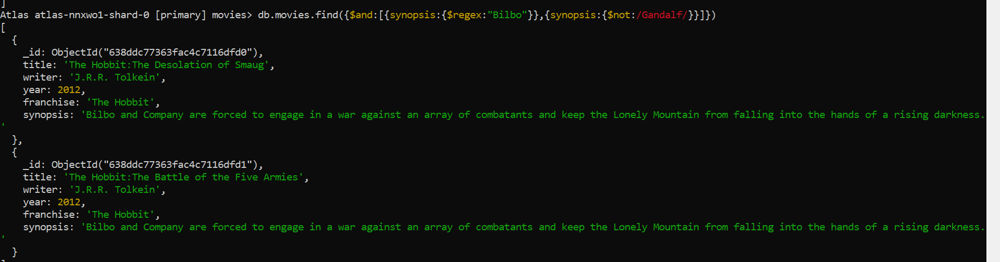 ]
Atlas atlas-nnxwo1-shard-0 [primary] movies> db.movies.find({$and:[{synopsis:{$regex:"Bilbo"}},{synopsis:{$not:/Gandalf/}}]})
[
  {
    _id: ObjectId("638ddc77363fac4c7116dfd0"),
    title: 'The Hobbit:The Desolation of Smaug',
    writer: 'J.R.R. Tolkein',
    year: 2012,
    franchise: 'The Hobbit',
    synopsis: 'Bilbo and Company are forced to engage in a war against an array of combatants and keep the Lonely Mountain from falling into the hands of a rising darkness.
'
  },
  {
    _id: ObjectId("638ddc77363fac4c7116dfd1"),
    title: 'The Hobbit:The Battle of the Five Armies',
    writer: 'J.R.R. Tolkein',
    year: 2012,
    franchise: 'The Hobbit',
    synopsis: 'Bilbo and Company are forced to engage in a war against an array of combatants and keep the Lonely Mountain from falling into the hands of a rising darkness.
'
  }